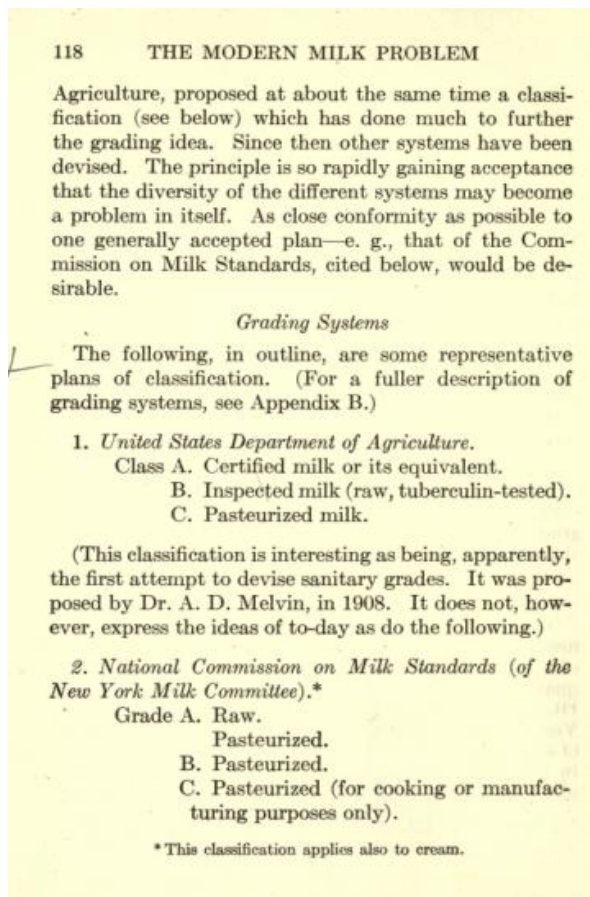 118 THE MODERN MILK PROBLEM
Agriculture, proposed at about the same time a classi-
fication (see below) which has done much to further
the grading idea. Since then other systems have been
devised. The principle is so rapidly gaining acceptance
that the diversity of the different systems may become
a problem in itself. As close conformity as possible to
one generally accepted plan—e. g., that of the Com-
mission on Milk Standards, cited below, would be de-
sirable.
Grading Systems
The following, in outline, are some representative
plans of classification. (For a fuller description of
grading systems, see Appendix B.)
1. United States Department of Agriculture.
Class A. Certified milk or its equivalent.
B. Inspected milk (raw, tuberculin-tested).
C. Pasteurized milk.
(This classification is interesting as being, apparently,
the first attempt to devise sanitary grades. It was pro-
posed by Dr. A. D. Melvin, in 1908. It does not, how-
ever, express the ideas of to-day as do the following.)
2. National Commission on Milk Standards (of the
New York Milk Committee).*
Grade A. Raw.
Pasteurized.
B. Pasteurized.
C. Pasteurized (for cooking or manufac-
turing purposes only).
* This classification applies also to cream.